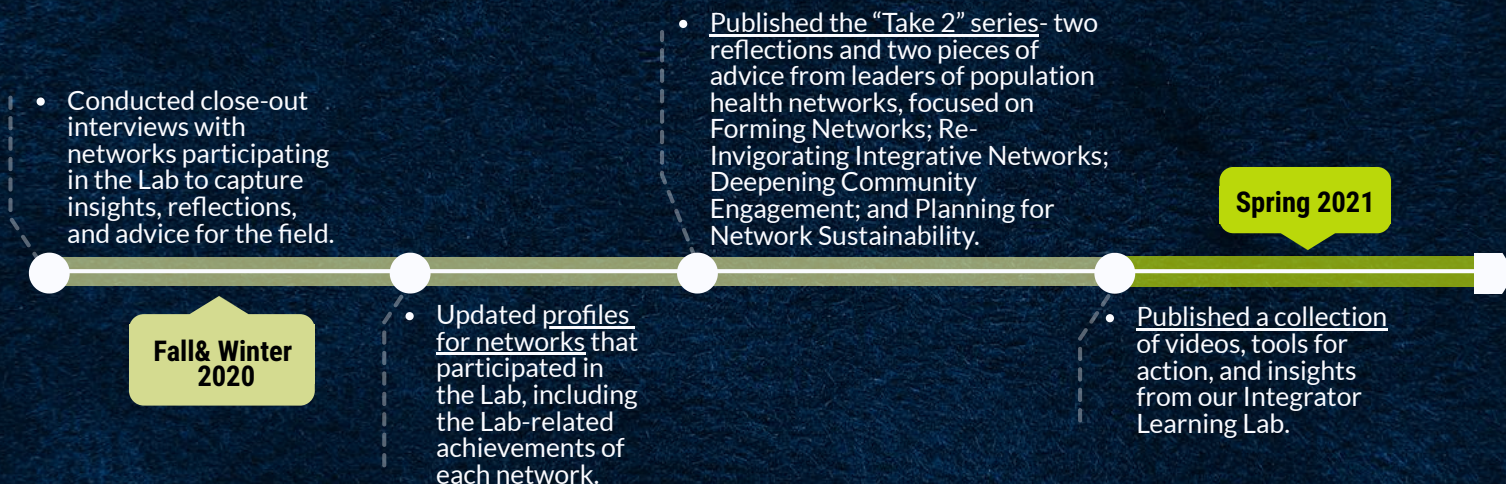 • Conducted close-out
interviews with
networks participating
in the Lab to capture
insights, reflections,
and advice for the field.
Fall& Winter
2020
• Updated profiles
for networks that
participated in
the Lab, including
the Lab-related
achievements of
each network.
• Published the “Take 2” series- two
reflections and two pieces of
advice from leaders of population
health networks, focused on
Forming Networks; Re-
Invigorating Integrative Networks;
Deepening Community
Engagement; and Planning for
Network Sustainability.
Spring 2021
• Published a collection
of videos, tools for
action, and insights
from our Integrator
Learning Lab.